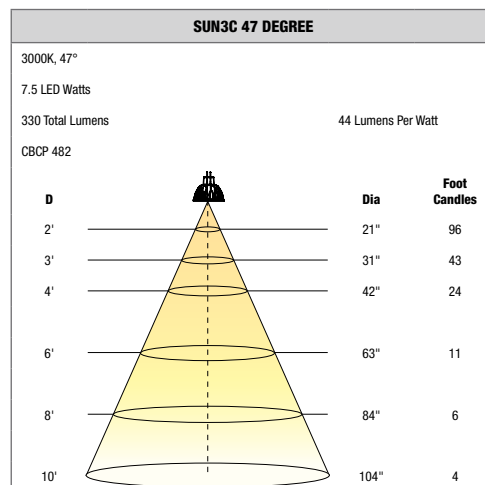 SUN3C 47 DEGREE
3000K, 47°
7.5 LED Watts
330 Total Lumens 44 Lumens Per Watt
CBCP 482
D Dia Foot Candles
2' 21" 96
3' 31" 43
4' 42" 24
6' 63" 11
8' 84" 6
10' 104" 4